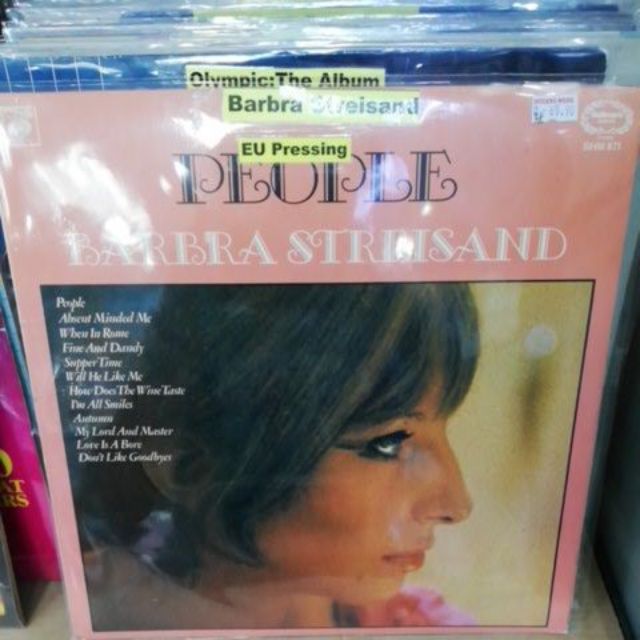 Olympic:The Album
Barbra Streisand
EU Pressing
PEOPLE
BARBRA STREISAND
People
Absent Minded Me
When In Rome
Fine And Dandy
Supper Time
Will He Like Me
How Does The Wine Taste
I'm All Smiles
Autumn
My Lord And Master
Love Is A Bore
Don't Like Goodbyes